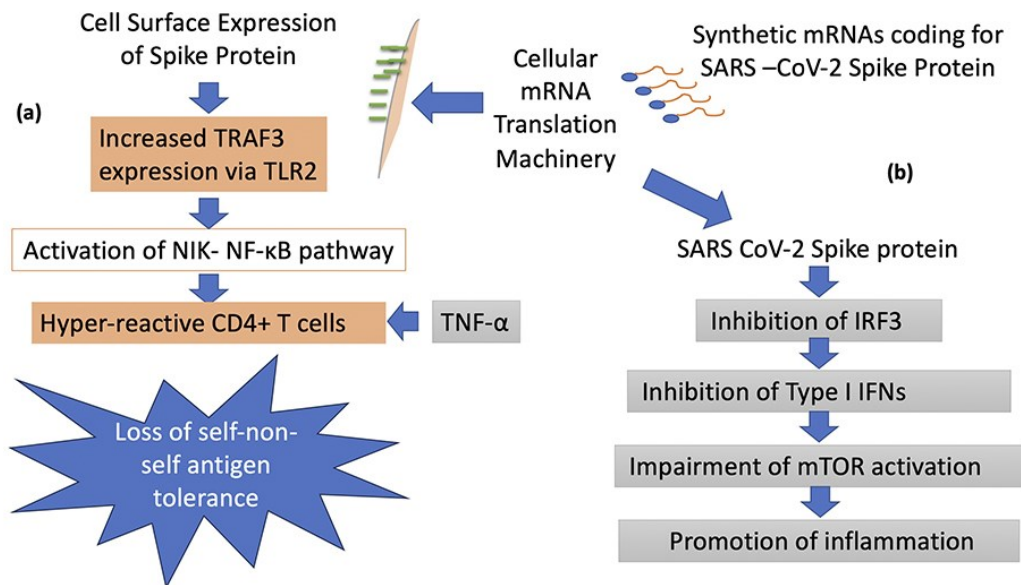 Cell Surface Expression
of Spike Protein
(a)
Increased TRAF3
expression via TLR2
Activation of NIK- NF-κB pathway
Hyper-reactive CD4+ T cells
TNF-α
Loss of self-non-
self antigen
tolerance
Cellular
mRNA
Translation
Machinery
Synthetic mRNAs coding for
SARS –CoV-2 Spike Protein
(b)
SARS CoV-2 Spike protein
Inhibition of IRF3
Inhibition of Type I IFNs
Impairment of mTOR activation
Promotion of inflammation